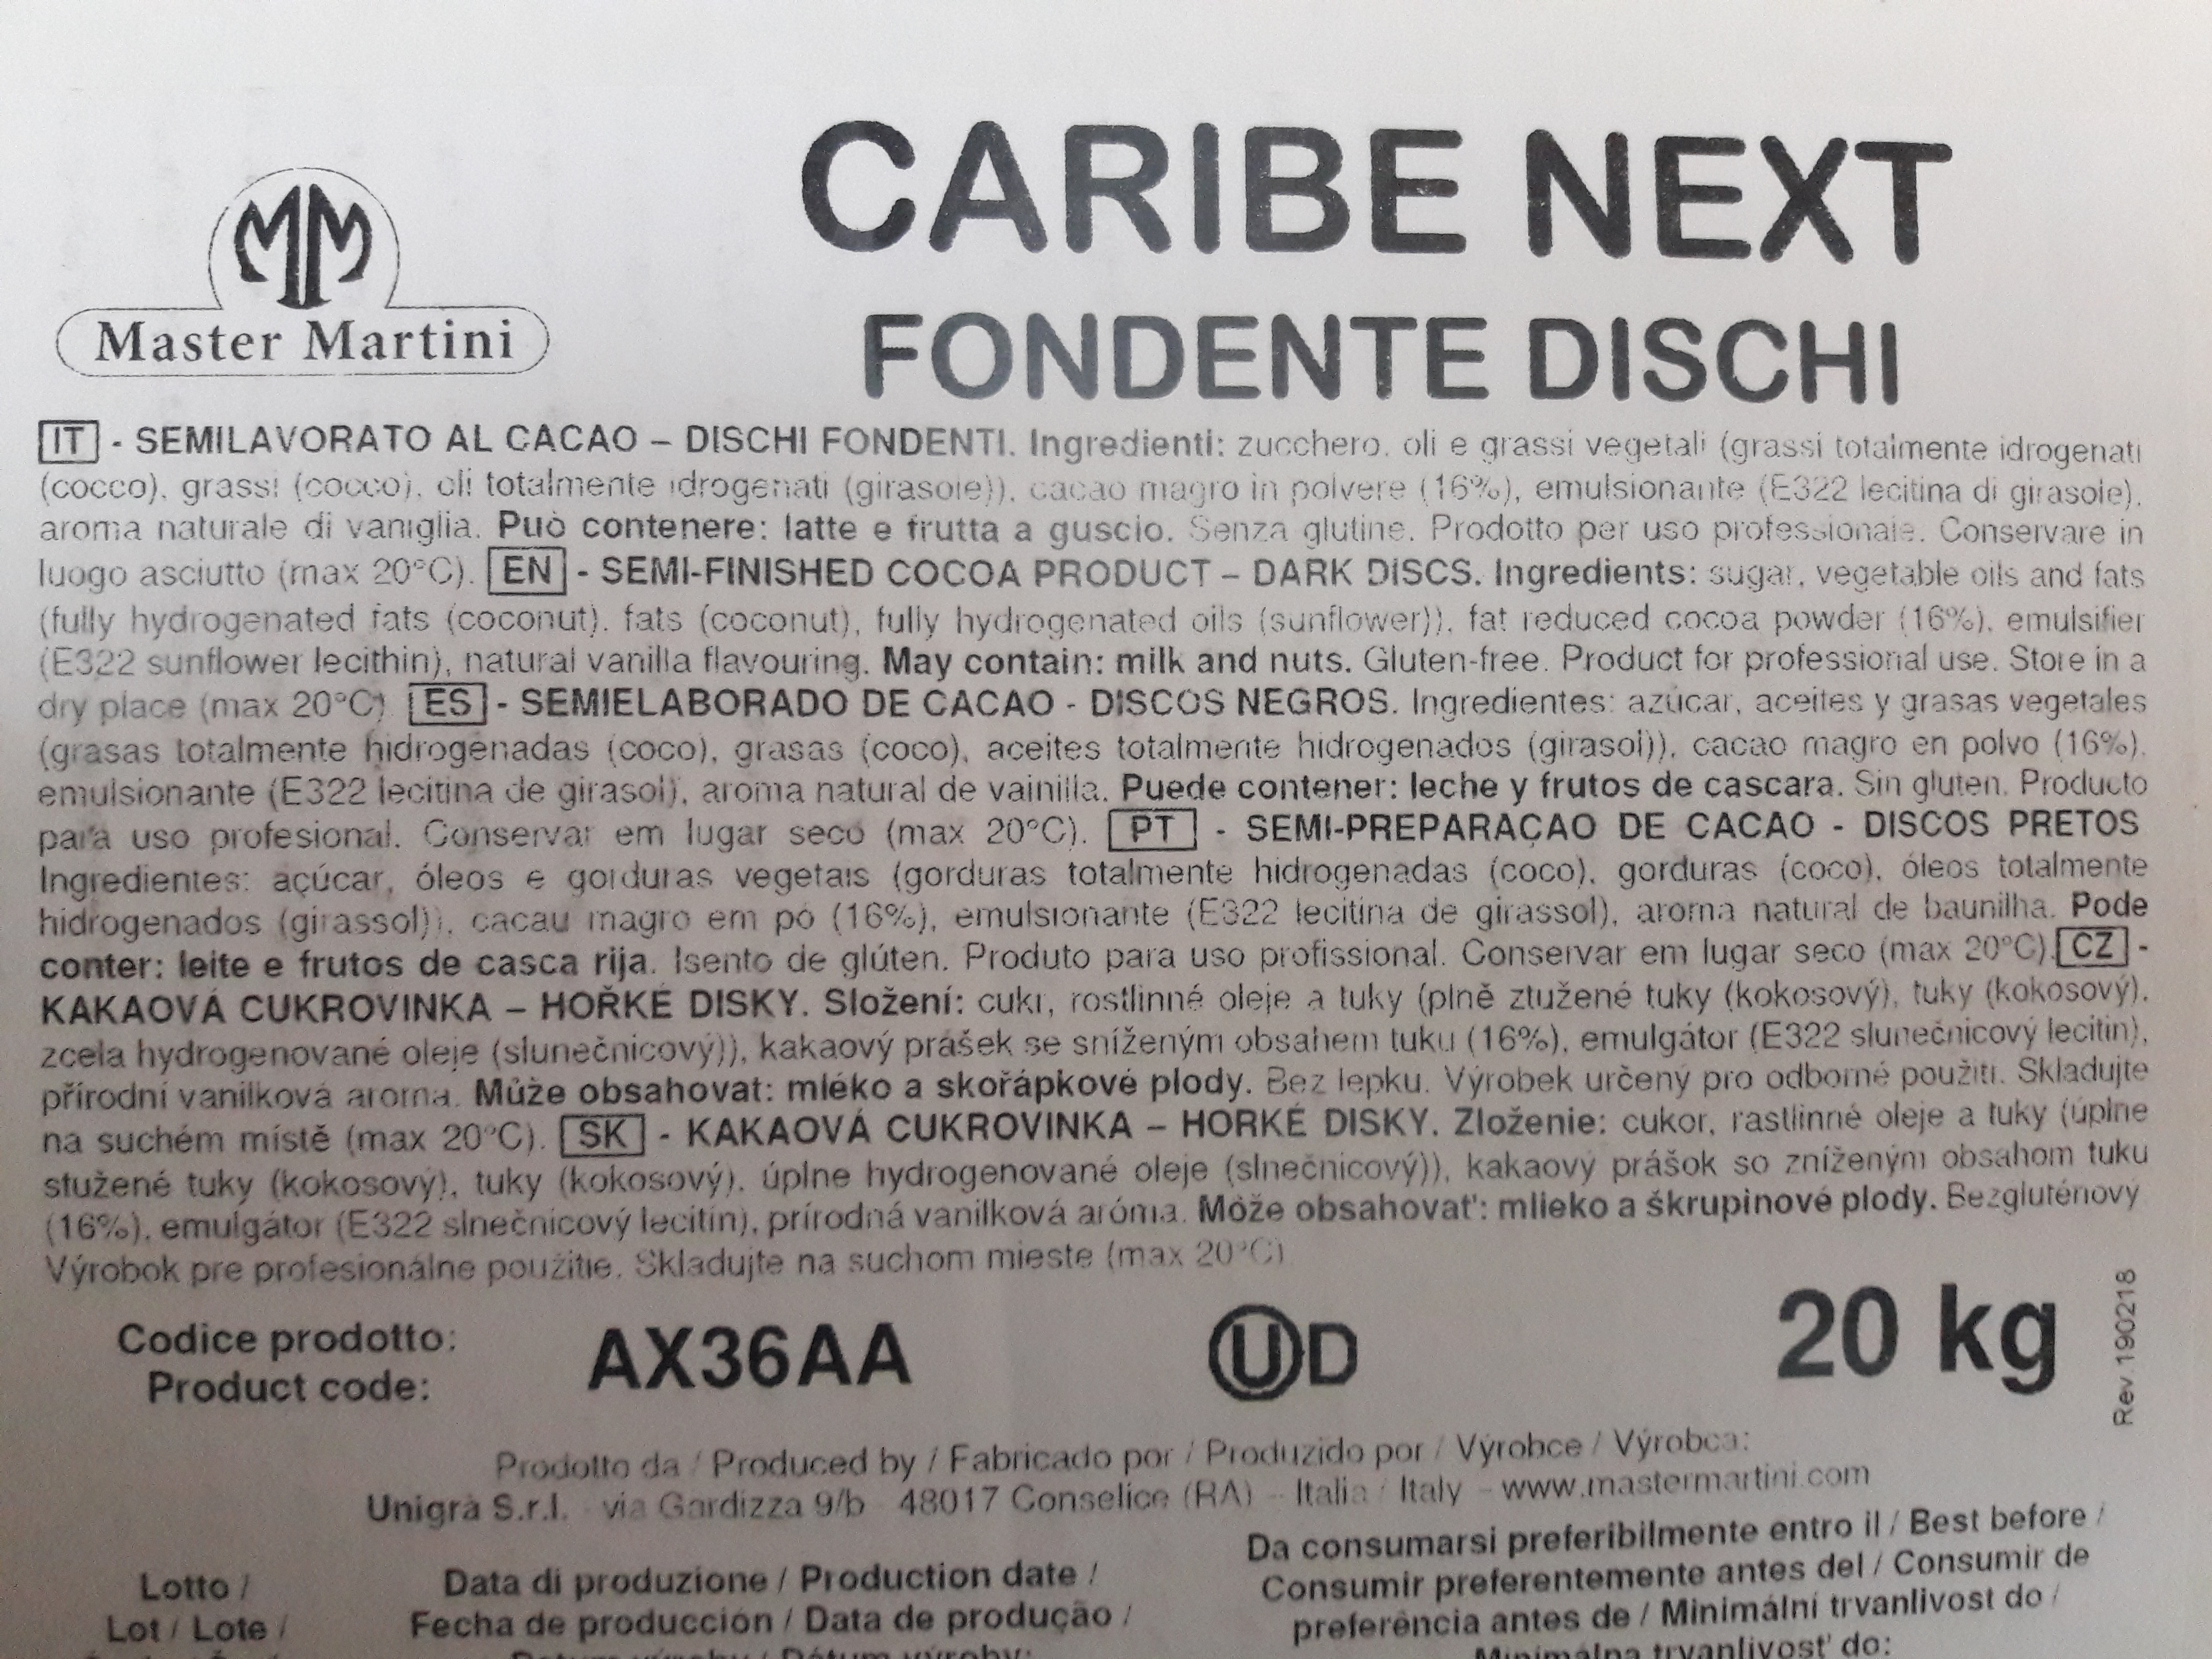 CARIBE NEXT
FONDENTE DISCHI
MM
Master Martini
IT - SEMILAVORATO AL CACAO – DISCHI FONDENTI. Ingredienti: zucchero, oli e grassi vegetali (grassi totalmente idrogenati
(cocco), grassi (cocco), oli totalmente idrogenati (girasole)), cacao magro in polvere (16%), emulsionante (E322 lecitina di girasole),
aroma naturale di vaniglia. Può contenere: latte e frutta a guscio. Senza glutine. Prodotto per uso professionale. Conservare in
luogo asciutto (max 20°C). EN - SEMI-FINISHED COCOA PRODUCT – DARK DISCS. Ingredients: sugar, vegetable oils and fats
(fully hydrogenated fats (coconut), fats (coconut), fully hydrogenated oils (sunflower)), fat reduced cocoa powder (16%), emulsifier
(E322 sunflower lecithin), natural vanilla flavouring. May contain: milk and nuts. Gluten-free. Product for professional use. Store in a
dry place (max 20°C). ES - SEMIELABORADO DE CACAO - DISCOS NEGROS. Ingredientes: azúcar, aceites y grasas vegetales
(grasas totalmente hidrogenadas (coco), grasas (coco), aceites totalmente hidrogenados (girasol)), cacao magro en polvo (16%),
emulsionante (E322 lecitina de girasol), aroma natural de vainilla. Puede contener: leche y frutos de cascara. Sin gluten. Producto
para uso profesional. Conservar em lugar seco (max 20°C). PT - SEMI-PREPARAÇAO DE CACAO - DISCOS PRETOS
Ingredientes: açúcar, óleos e gorduras vegetais (gorduras totalmente hidrogenadas (coco), gorduras (coco), óleos totalmente
hidrogenados (girassol)), cacau magro em pó (16%), emulsionante (E322 lecitina de girassol), aroma natural de baunilha. Pode
conter: leite e frutos de casca rija. Isento de glúten. Produto para uso profissional. Conservar em lugar seco (max 20°C). CZ -
KAKAOVÁ CUKROVINKA – HOŘKÉ DISKY. Složení: cukr, rostlinné oleje a tuky (plně ztužené tuky (kokosový), tuky (kokosový),
zcela hydrogenované oleje (slunečnicový)), kakaový prášek se sníženým obsahem tuku (16%), emulgátor (E322 slunečnicový lecitin),
přírodní vanilková aroma. Může obsahovat: mléko a skořápkové plody. Bez lepku. Výrobek určený pro odborné použití. Skladujte
na suchém místě (max 20°C). SK - KAKAOVÁ CUKROVINKA – HORKÉ DISKY. Zloženie: cukor, rastlinné oleje a tuky (úplne
stužené tuky (kokosový), tuky (kokosový), úplne hydrogenované oleje (slnečnicový)), kakaový prášok so zníženým obsahom tuku
(16%), emulgátor (E322 slnečnicový lecitín), prírodná vanilková aróma. Môže obsahovať: mlieko a škrupinové plody. Bezgluténový
Výrobok pre profesionálne použitie. Skladujte na suchom mieste (max 20°C)
Codice prodotto:
Product code:
AX36AA
UD
20 kg
Rev. 190218
Prodotto da / Produced by / Fabricado por / Produzido por / Výrobce / Výrobca:
Unigrà S.r.l. - via Gardizza 9/b - 48017 Conselice (RA) – Italia / Italy – www.mastermartini.com
Lotto /
Lot / Lote /
Data di produzione / Production date /
Fecha de producción / Data de produção /
Datum výroby / Dátum výroby:
Da consumarsi preferibilmente entro il / Best before /
Consumir preferentemente antes del / Consumir de
preferência antes de / Minimální trvanlivost do /
Minimálna trvanlivosť do: